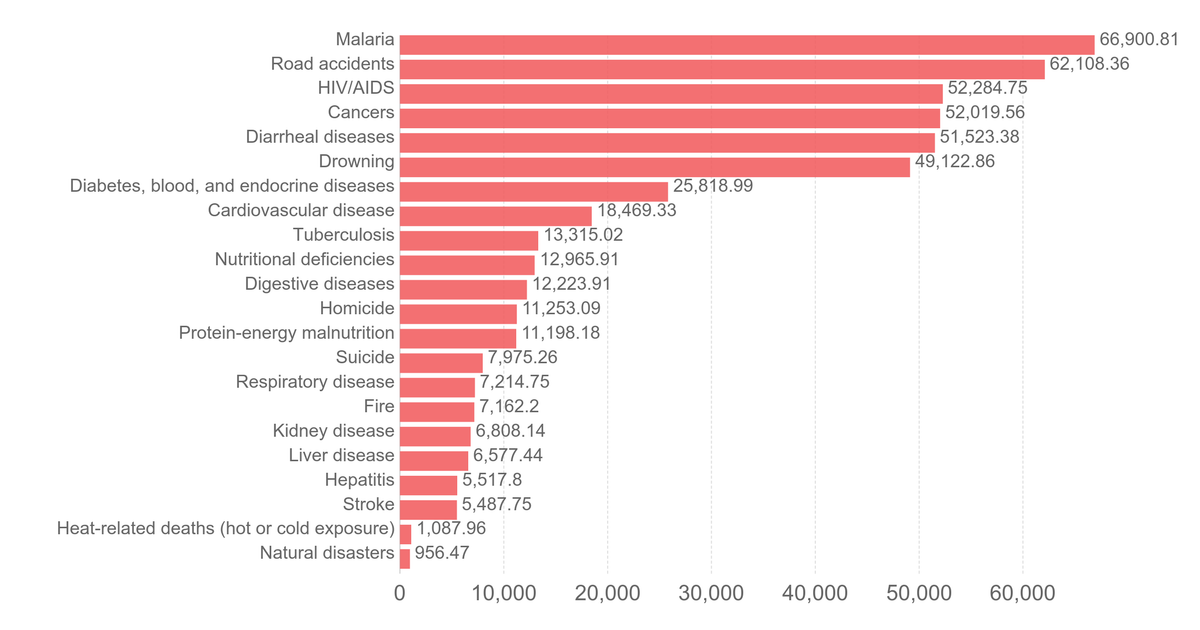 Malaria 66,900.81
Road accidents 62,108.36
HIV/AIDS 52,284.75
Cancers 52,019.56
Diarrheal diseases 51,523.38
Drowning 49,122.86
Diabetes, blood, and endocrine diseases 25,818.99
Cardiovascular disease 18,469.33
Tuberculosis 13,315.02
Nutritional deficiencies 12,965.91
Digestive diseases 12,223.91
Homicide 11,253.09
Protein-energy malnutrition 11,198.18
Suicide 7,975.26
Respiratory disease 7,214.75
Fire 7,162.2
Kidney disease 6,808.14
Liver disease 6,577.44
Hepatitis 5,517.8
Stroke 5,487.75
Heat-related deaths (hot or cold exposure) 1,087.96
Natural disasters 956.47
0 10,000 20,000 30,000 40,000 50,000 60,000